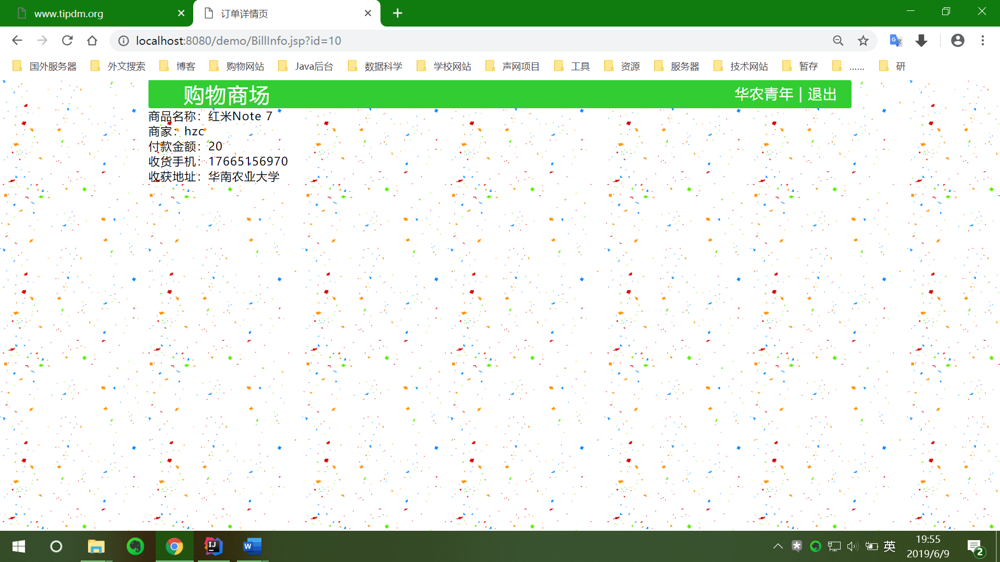 www.tipdm.org
订单详情页
localhost:8080/demo/BillInfo.jsp?id=10
国外服务器 外文搜索 博客 购物网站 Java后台 数据科学 学校网站 声网项目 工具 资源 服务器 技术网站 暂存 …… 研
购物商场 华农青年 | 退出
商品名称：红米Note 7
商家：hzc
付款金额：20
收货手机：17665156970
收获地址：华南农业大学
英
19:55
2019/6/9
2